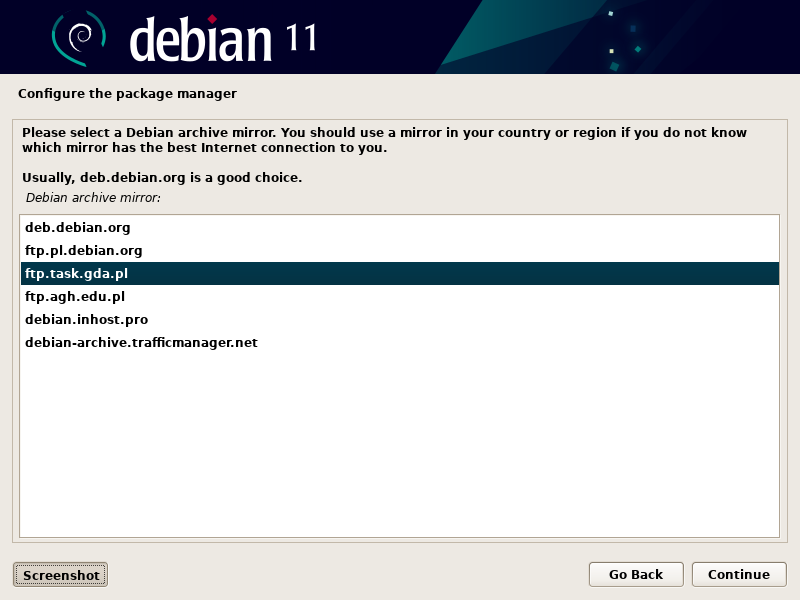 debian 11
Configure the package manager
Please select a Debian archive mirror. You should use a mirror in your country or region if you do not know
which mirror has the best Internet connection to you.
Usually, deb.debian.org is a good choice.
Debian archive mirror:
deb.debian.org
ftp.pl.debian.org
ftp.task.gda.pl
ftp.agh.edu.pl
debian.inhost.pro
debian-archive.trafficmanager.net
Screenshot
Go Back
Continue